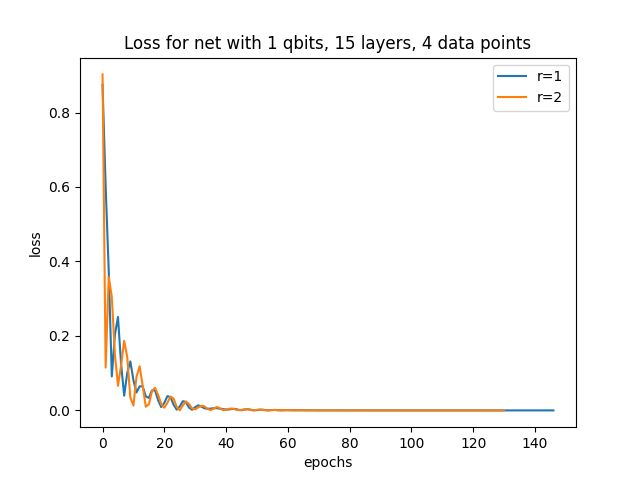 Loss for net with 1 qbits, 15 layers, 4 data points
r=1
r=2
loss
0.8
0.6
0.4
0.2
0.0
0 20 40 60 80 100 120 140
epochs